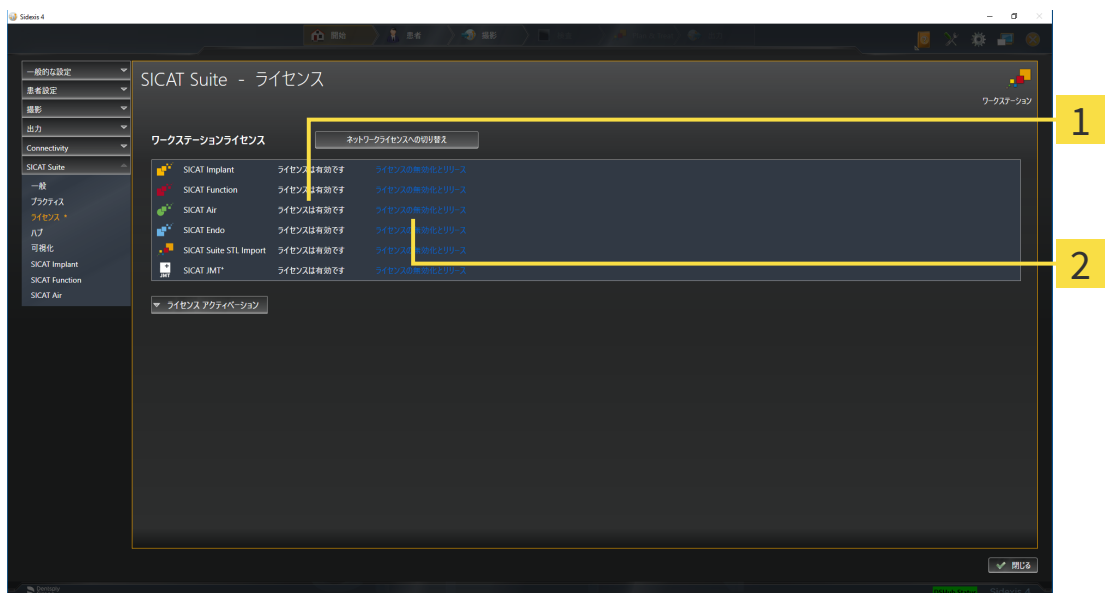 Sidexis 4
開始
患者
撮影
一般的な設定
患者設定
撮影
出力
Connectivity
SICAT Suite
一般
プラクティス
ライセンス *
ハブ
可視化
SICAT Implant
SICAT Function
SICAT Air
SICAT Suite - ライセンス
ワークステーション
ワークステーションライセンス
ネットワークライセンスへの切り替え
SICAT Implant ライセンスは有効です ライセンスの無効化とリリース
SICAT Function ライセンスは有効です ライセンスの無効化とリリース
SICAT Air ライセンスは有効です ライセンスの無効化とリリース
SICAT Endo ライセンスは有効です ライセンスの無効化とリリース
SICAT Suite STL Import ライセンスは有効です ライセンスの無効化とリリース
JMT SICAT JMT⁺ ライセンスは有効です ライセンスの無効化とリリース
ライセンス アクティベーション
1
2
閉じる
Dentsply
Sidexis 4